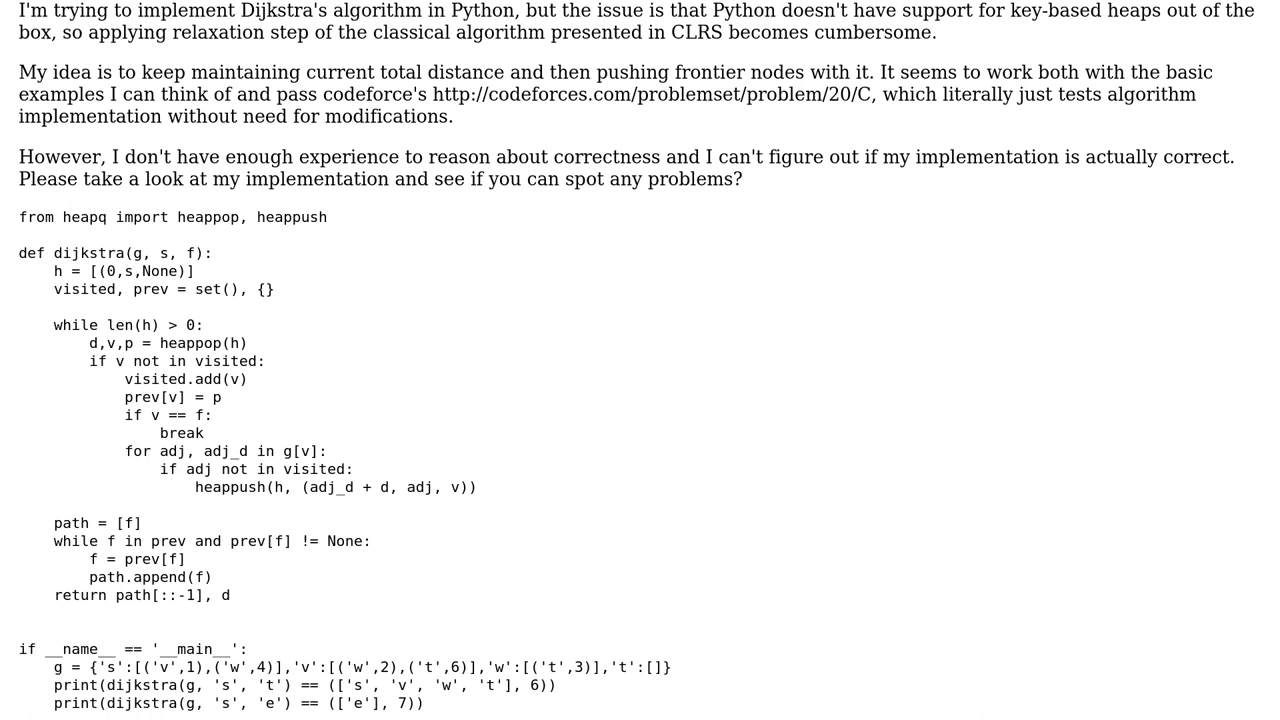 I'm trying to implement Dijkstra's algorithm in Python, but the issue is that Python doesn't have support for key-based heaps out of the
box, so applying relaxation step of the classical algorithm presented in CLRS becomes cumbersome.
My idea is to keep maintaining current total distance and then pushing frontier nodes with it. It seems to work both with the basic
examples I can think of and pass codeforce's http://codeforces.com/problemset/problem/20/C, which literally just tests algorithm
implementation without need for modifications.
However, I don't have enough experience to reason about correctness and I can't figure out if my implementation is actually correct.
Please take a look at my implementation and see if you can spot any problems?
from heapq import heappop, heappush
def dijkstra(g, s, f):
    h = [(0,s,None)]
    visited, prev = set(), {}
    while len(h) > 0:
        d,v,p = heappop(h)
        if v not in visited:
            visited.add(v)
            prev[v] = p
            if v == f:
                break
            for adj, adj_d in g[v]:
                if adj not in visited:
                    heappush(h, (adj_d + d, adj, v))
    path = [f]
    while f in prev and prev[f] != None:
        f = prev[f]
        path.append(f)
    return path[::-1], d
if __name__ == '__main__':
    g = {'s':[('v',1),('w',4)],'v':[('w',2),('t',6)],'w':[('t',3)],'t':[]}
    print(dijkstra(g, 's', 't') == (['s', 'v', 'w', 't'], 6))
    print(dijkstra(g, 's', 'e') == (['e'], 7))